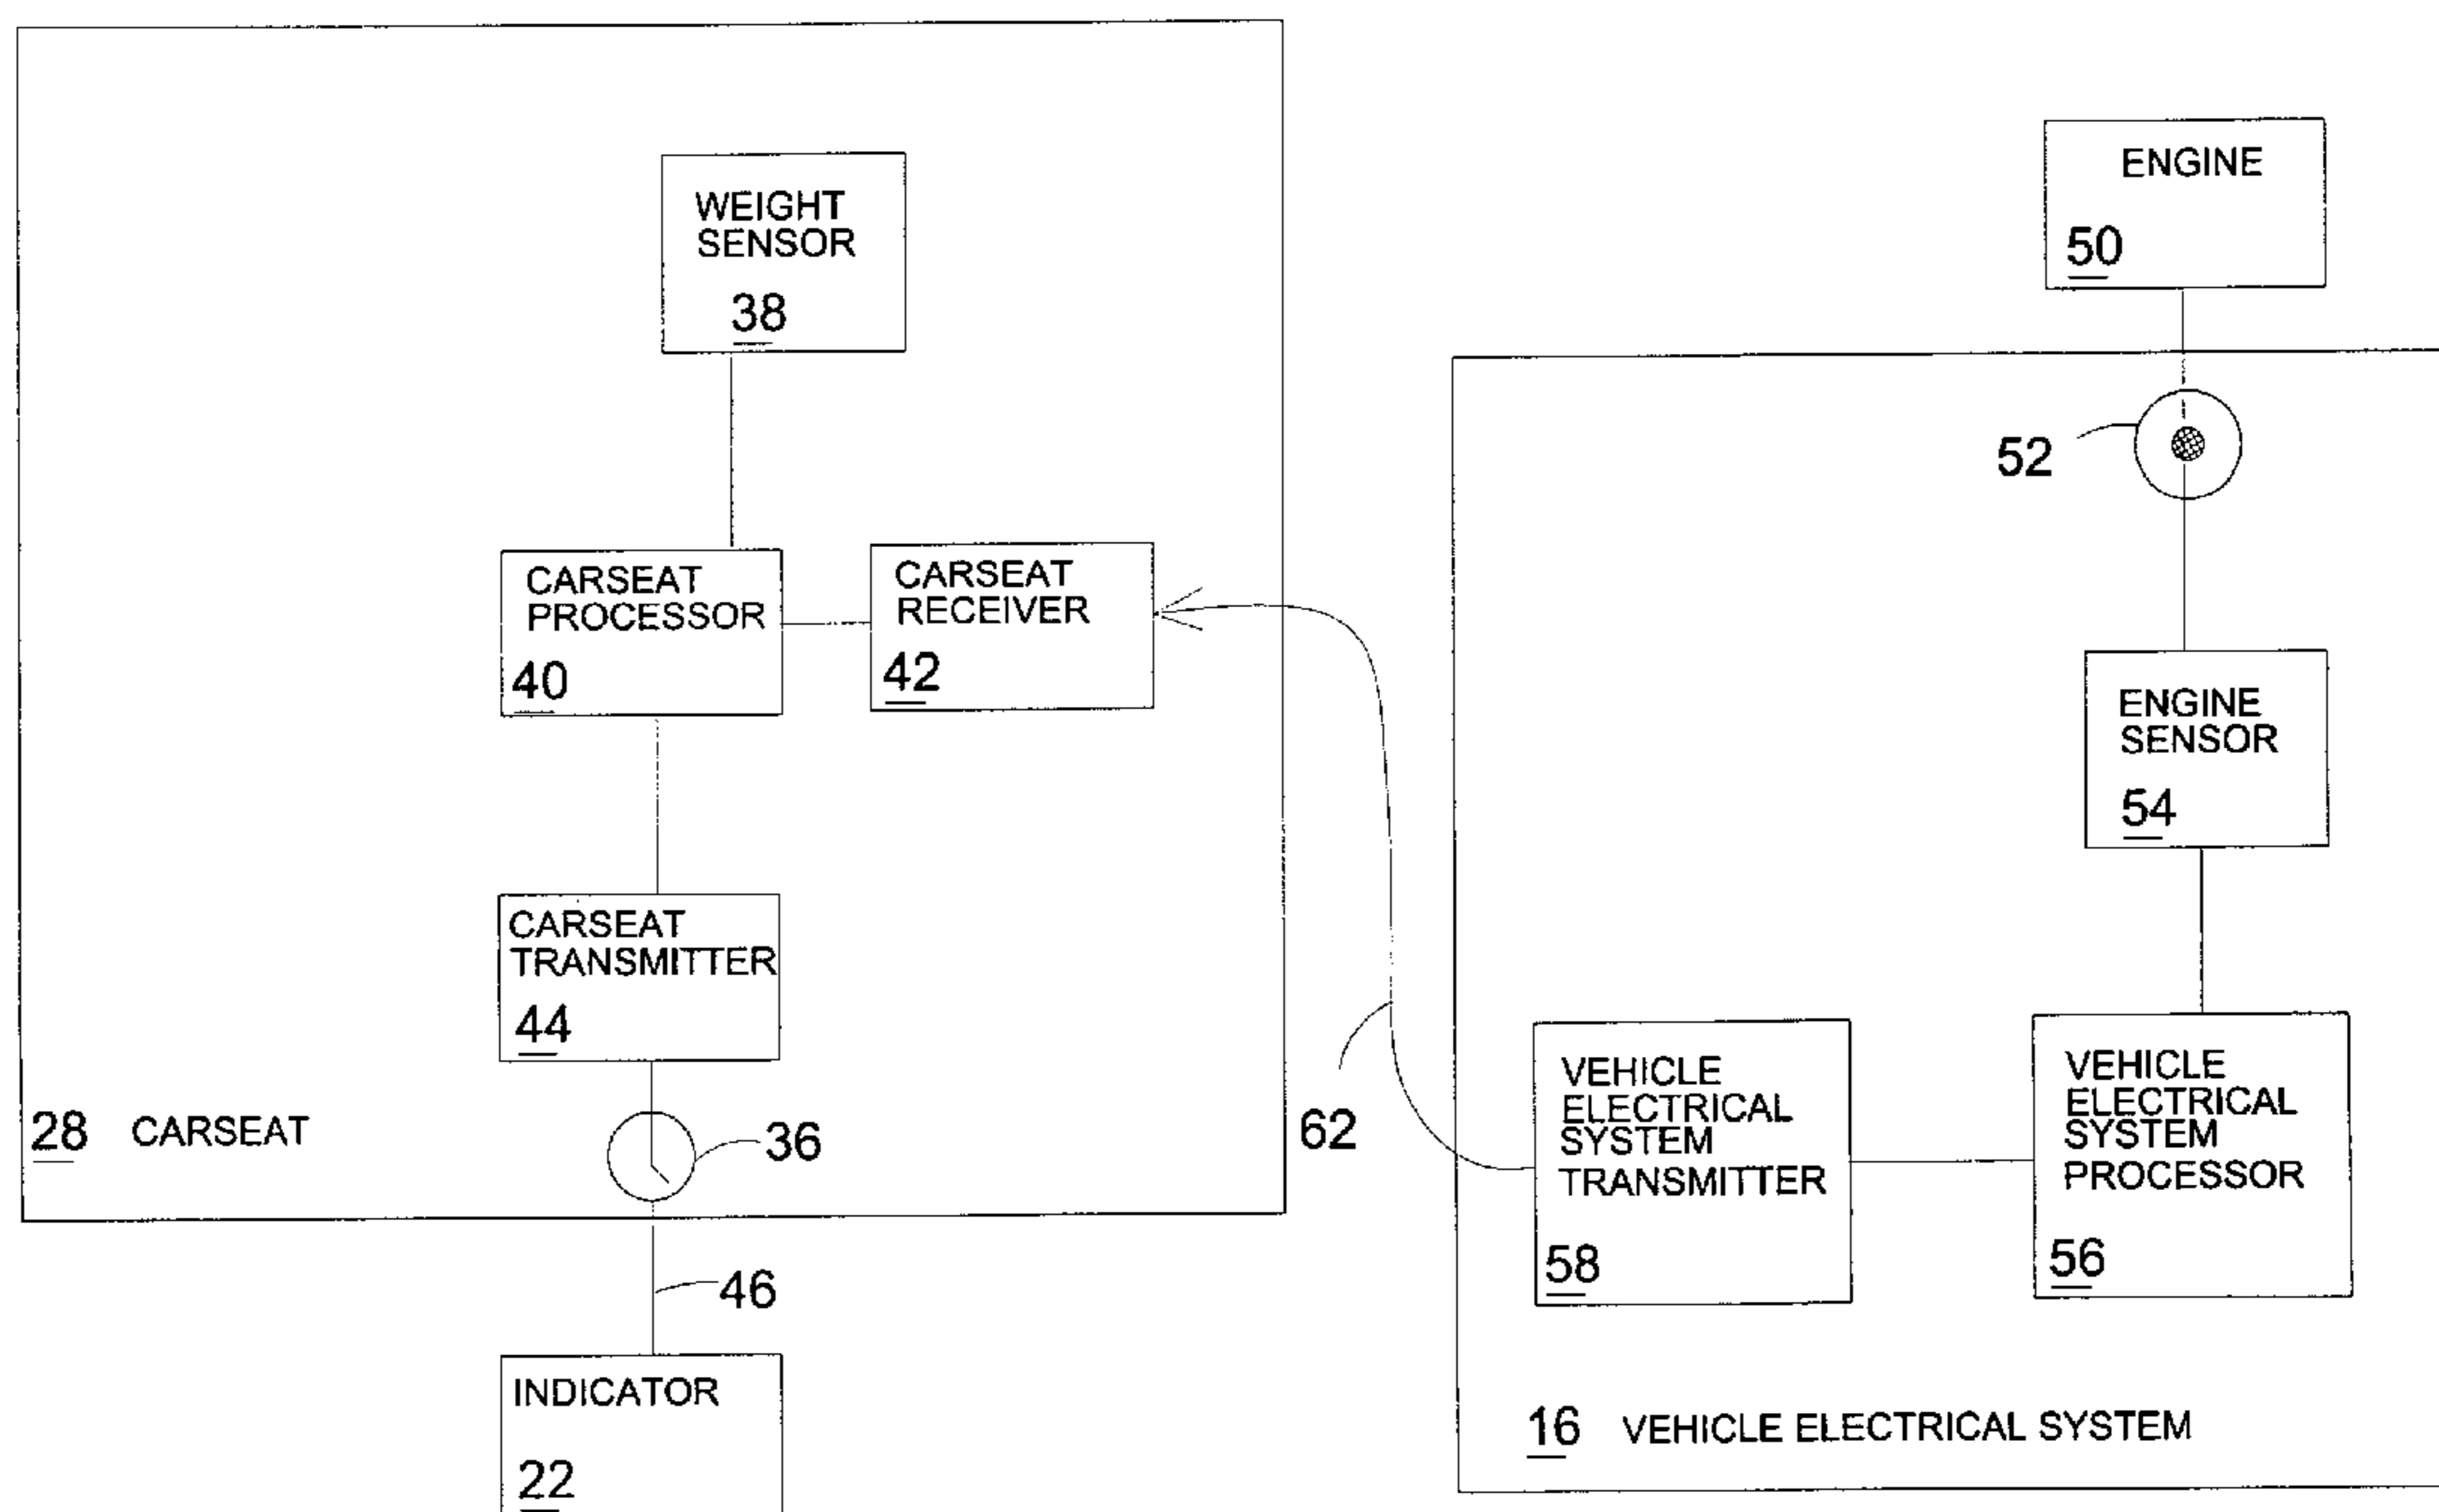 WEIGHT
SENSOR
38
CARSEAT
PROCESSOR
40
CARSEAT
RECEIVER
42
CARSEAT
TRANSMITTER
44
28 CARSEAT
36
46
INDICATOR
22
62
ENGINE
50
52
ENGINE
SENSOR
54
VEHICLE
ELECTRICAL
SYSTEM
TRANSMITTER
58
VEHICLE
ELECTRICAL
SYSTEM
PROCESSOR
56
16 VEHICLE ELECTRICAL SYSTEM